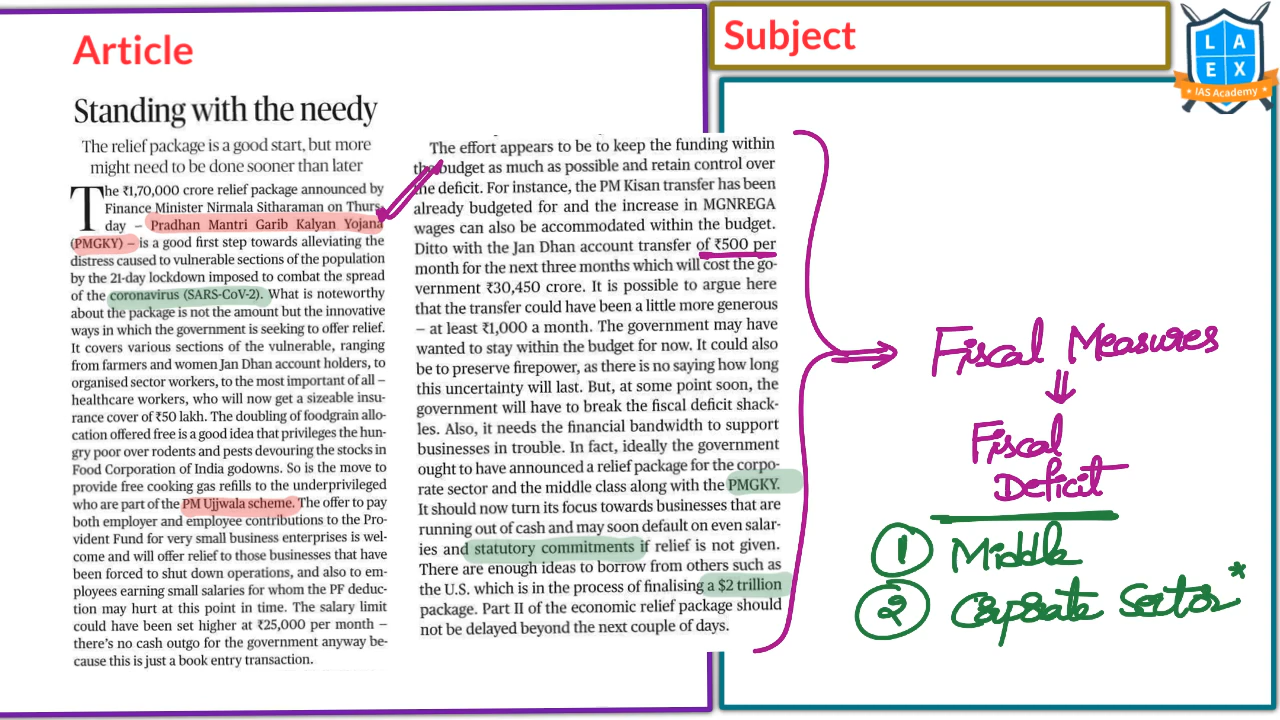 Article
Standing with the needy
The relief package is a good start, but more
might need to be done sooner than later
The ₹1,70,000 crore relief package announced by
Finance Minister Nirmala Sitharaman on Thurs-
day – Pradhan Mantri Garib Kalyan Yojana
(PMGKY) – is a good first step towards alleviating the
distress caused to vulnerable sections of the population
by the 21-day lockdown imposed to combat the spread
of the coronavirus (SARS-CoV-2). What is noteworthy
about the package is not the amount but the innovative
ways in which the government is seeking to offer relief.
It covers various sections of the vulnerable, ranging
from farmers and women Jan Dhan account holders, to
organised sector workers, to the most important of all –
healthcare workers, who will now get a sizeable insu-
rance cover of ₹50 lakh. The doubling of foodgrain allo-
cation offered free is a good idea that privileges the hun-
gry poor over rodents and pests devouring the stocks in
Food Corporation of India godowns. So is the move to
provide free cooking gas refills to the underprivileged
who are part of the PM Ujjwala scheme. The offer to pay
both employer and employee contributions to the Pro-
vident Fund for very small business enterprises is wel-
come and will offer relief to those businesses that have
been forced to shut down operations, and also to em-
ployees earning small salaries for whom the PF deduc-
tion may hurt at this point in time. The salary limit
could have been set higher at ₹25,000 per month –
there's no cash outgo for the government anyway be-
cause this is just a book entry transaction.
The effort appears to be to keep the funding within
the budget as much as possible and retain control over
the deficit. For instance, the PM Kisan transfer has been
already budgeted for and the increase in MGNREGA
wages can also be accommodated within the budget.
Ditto with the Jan Dhan account transfer of ₹500 per
month for the next three months which will cost the go-
vernment ₹30,450 crore. It is possible to argue here
that the transfer could have been a little more generous
– at least ₹1,000 a month. The government may have
wanted to stay within the budget for now. It could also
be to preserve firepower, as there is no saying how long
this uncertainty will last. But, at some point soon, the
government will have to break the fiscal deficit shack-
les. Also, it needs the financial bandwidth to support
businesses in trouble. In fact, ideally the government
ought to have announced a relief package for the corpo-
rate sector and the middle class along with the PMGKY.
It should now turn its focus towards businesses that are
running out of cash and may soon default on even salar-
ies and statutory commitments if relief is not given.
There are enough ideas to borrow from others such as
the U.S. which is in the process of finalising a $2 trillion
package. Part II of the economic relief package should
not be delayed beyond the next couple of days.
Subject
LAEX
IAS Academy
Fiscal Measures
Fiscal
Deficit
1 Middle
2 Corporate Sector *